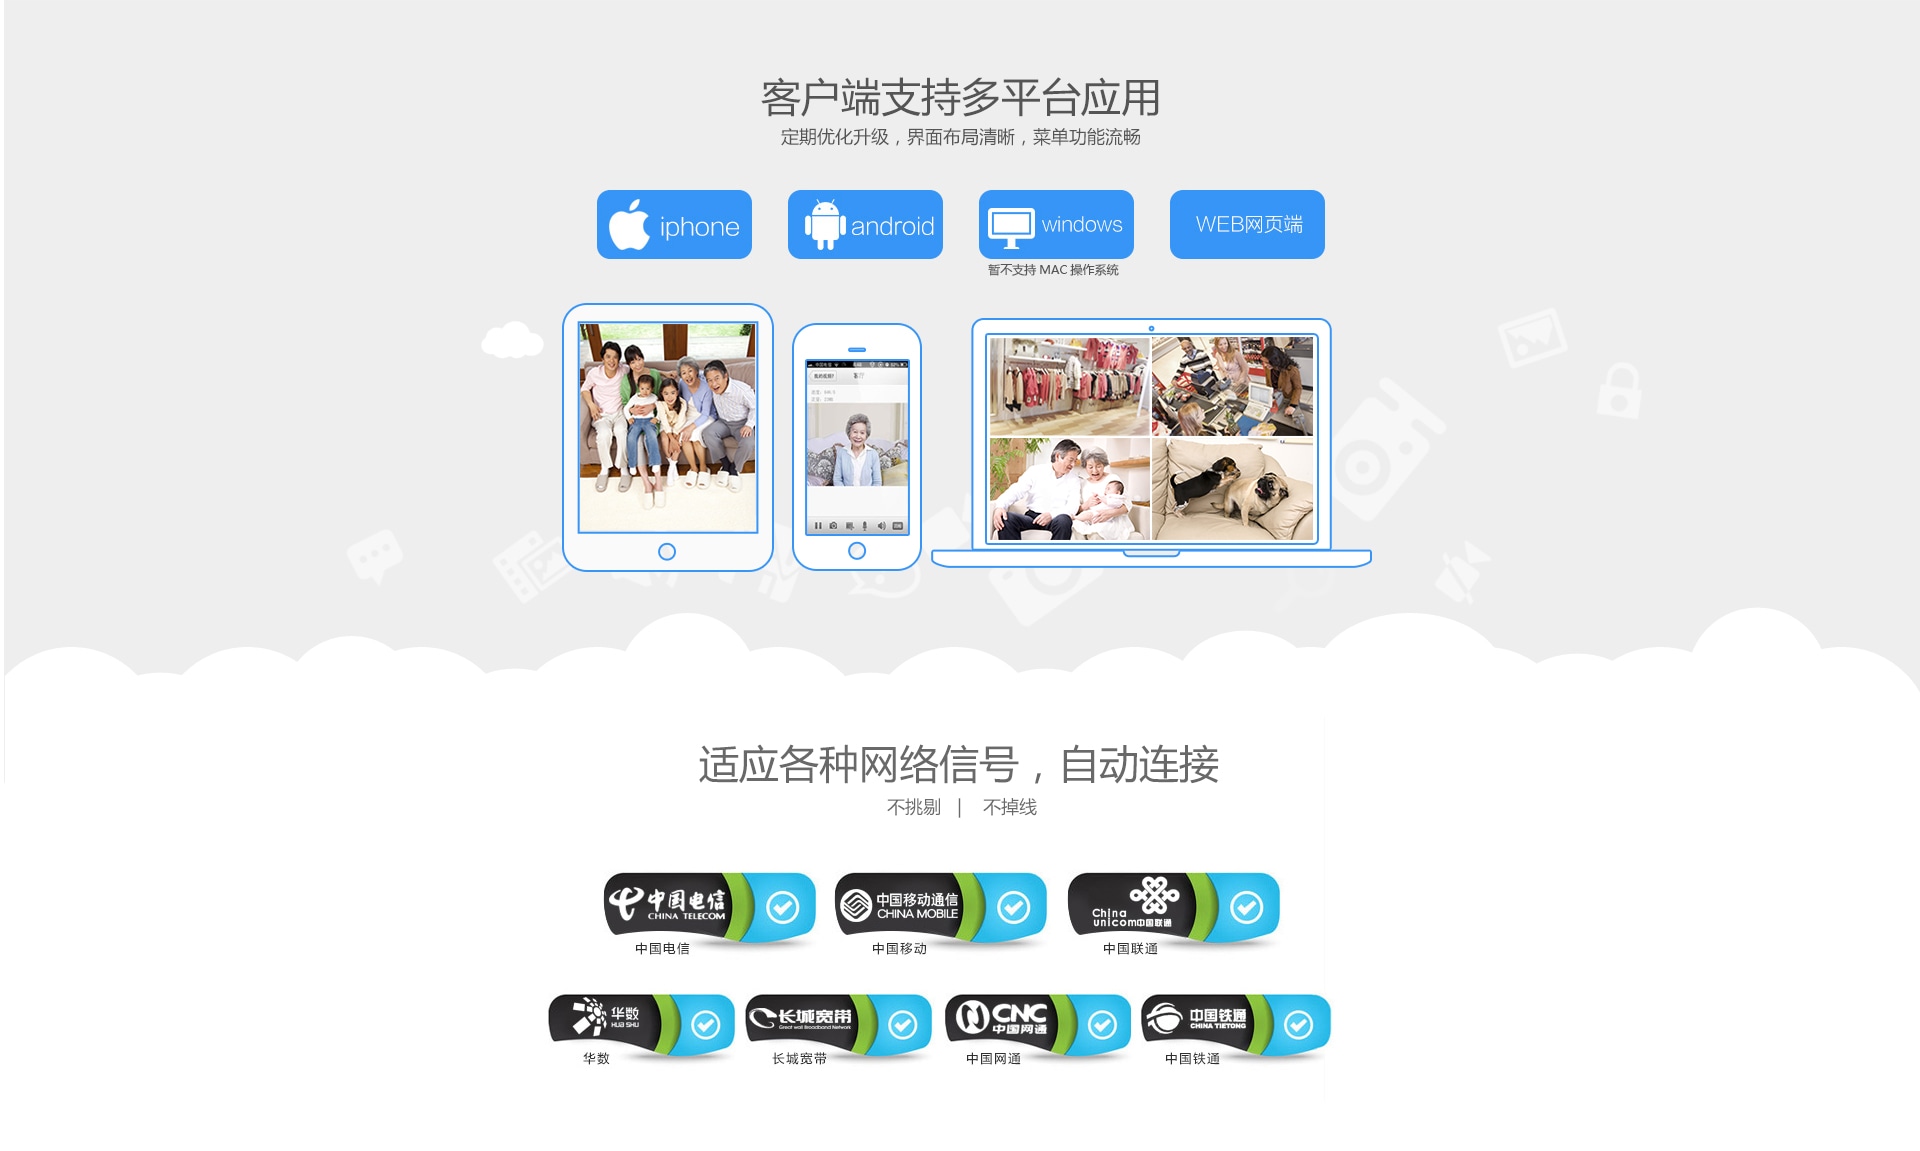 客户端支持多平台应用
定期优化升级，界面布局清晰，菜单功能流畅
iphone
android
windows
WEB网页端
暂不支持 MAC 操作系统
我的视频7
客厅
适应各种网络信号，自动连接
不挑剔 | 不掉线
中国电信
CHINA TELECOM
中国移动通信
CHINA MOBILE
China
unicom中国联通
中国电信
中国移动
中国联通
华数
HUA SHU
长城宽带
Great wall Broadband Network
CNC
中国网通
中国铁通
CHINA TIETONG
华数
长城宽带
中国网通
中国铁通